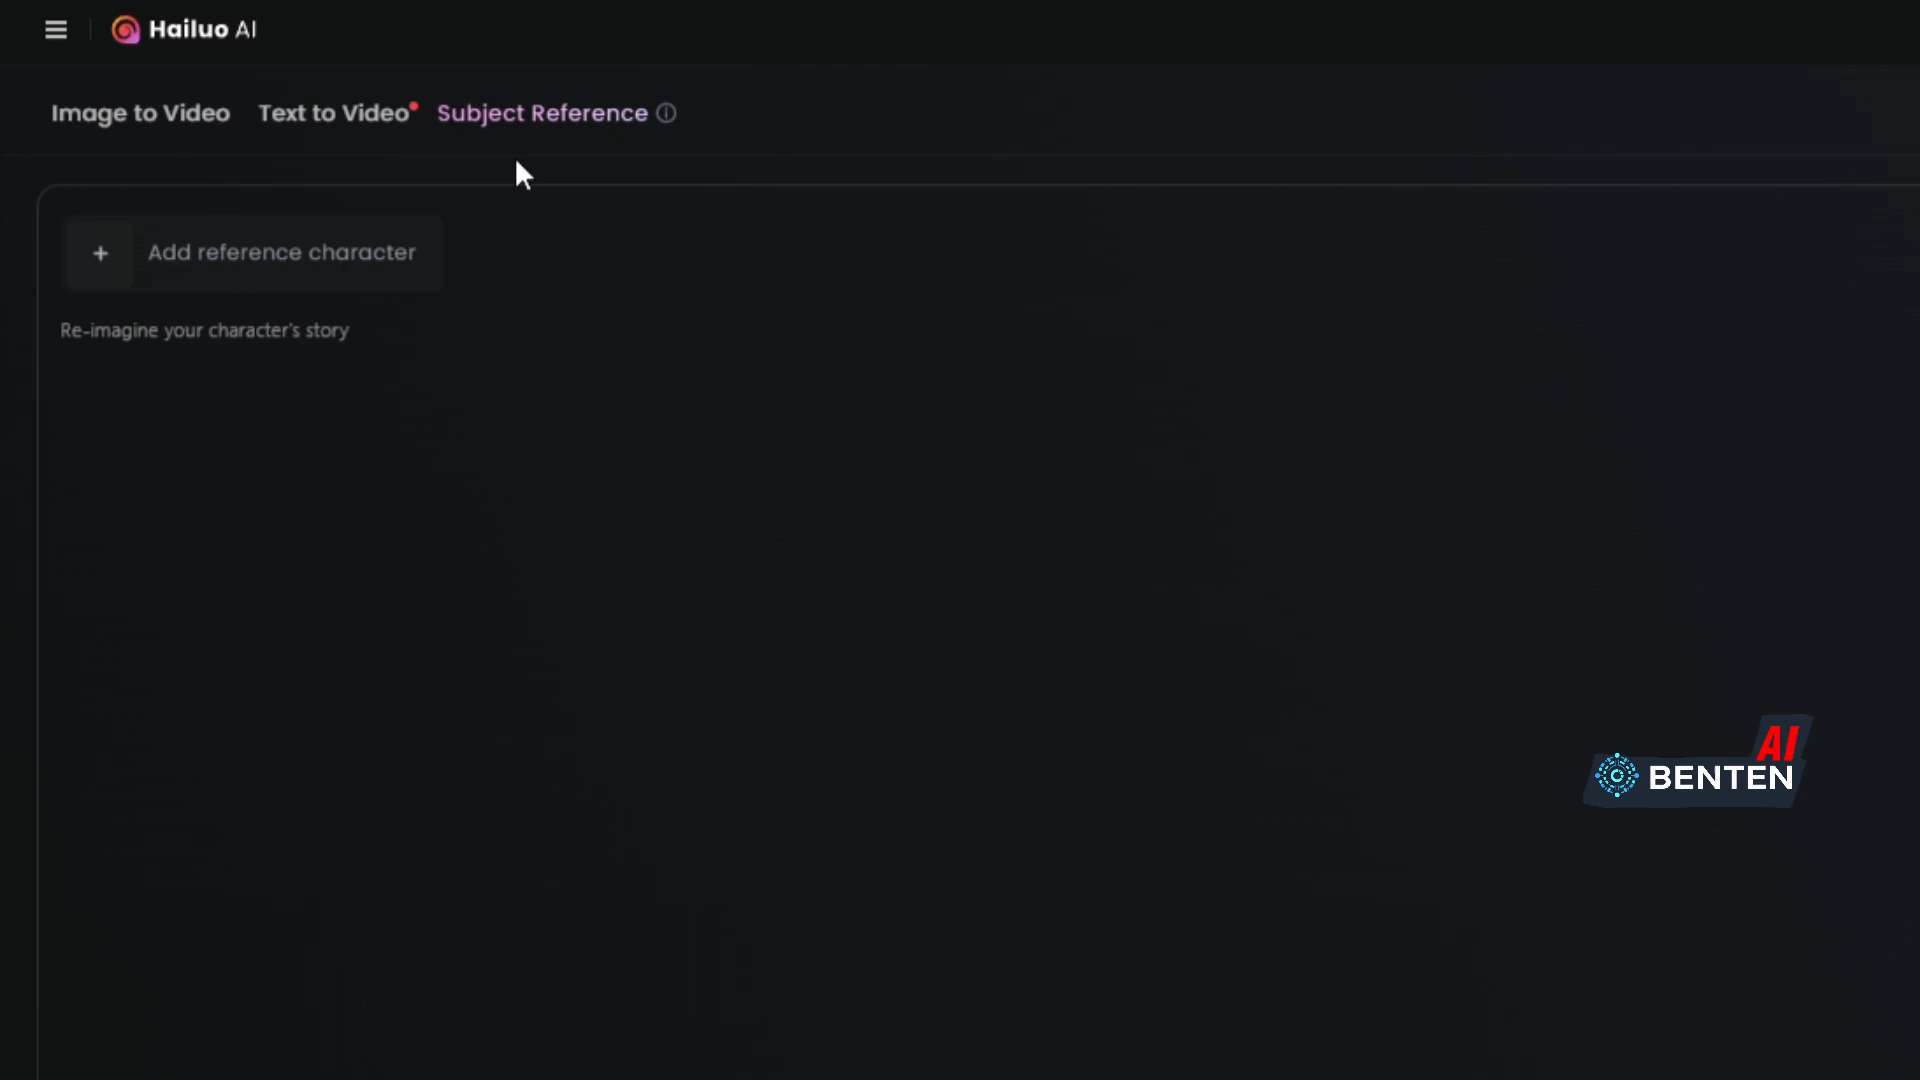 Hailuo AI
Image to Video Text to Video Subject Reference
+ Add reference character
Re-imagine your character's story
AI
BENTEN